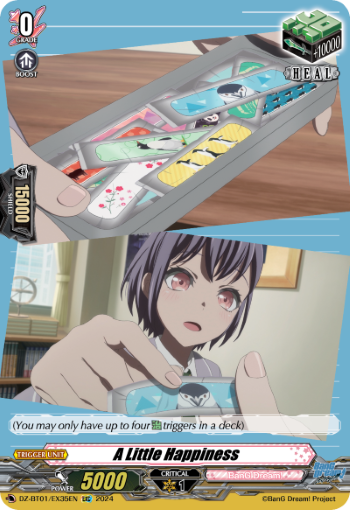 0
GRADE
BOOST
+10000
HEAL
15000
SHIELD
(You may only have up to four triggers in a deck)
TRIGGER UNIT
A Little Happiness
BanG Dream!
POWER 5000
CRITICAL
1
DZ-BT01/EX35EN EX 2024
©BanG Dream! Project